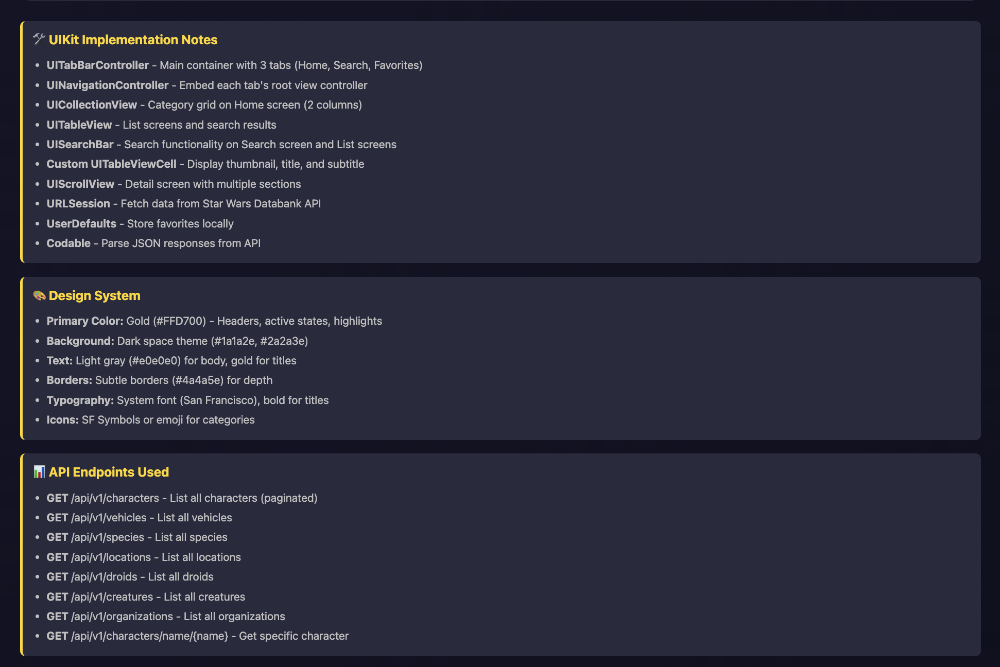 🛠 UIKit Implementation Notes
• UITabBarController - Main container with 3 tabs (Home, Search, Favorites)
• UINavigationController - Embed each tab's root view controller
• UICollectionView - Category grid on Home screen (2 columns)
• UITableView - List screens and search results
• UISearchBar - Search functionality on Search screen and List screens
• Custom UITableViewCell - Display thumbnail, title, and subtitle
• UIScrollView - Detail screen with multiple sections
• URLSession - Fetch data from Star Wars Databank API
• UserDefaults - Store favorites locally
• Codable - Parse JSON responses from API
🎨 Design System
• Primary Color: Gold (#FFD700) - Headers, active states, highlights
• Background: Dark space theme (#1a1a2e, #2a2a3e)
• Text: Light gray (#e0e0e0) for body, gold for titles
• Borders: Subtle borders (#4a4a5e) for depth
• Typography: System font (San Francisco), bold for titles
• Icons: SF Symbols or emoji for categories
📊 API Endpoints Used
• GET /api/v1/characters - List all characters (paginated)
• GET /api/v1/vehicles - List all vehicles
• GET /api/v1/species - List all species
• GET /api/v1/locations - List all locations
• GET /api/v1/droids - List all droids
• GET /api/v1/creatures - List all creatures
• GET /api/v1/organizations - List all organizations
• GET /api/v1/characters/name/{name} - Get specific character